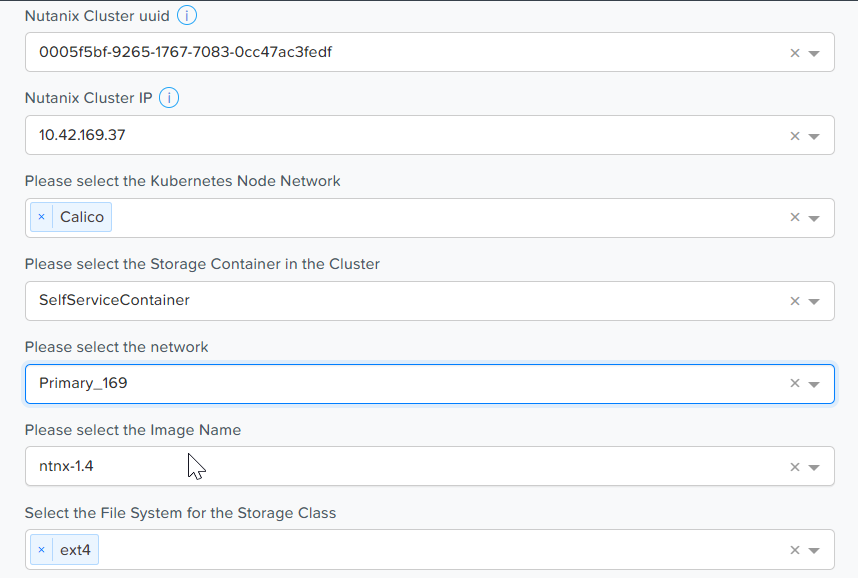 Nutanix Cluster uuid
0005f5bf-9265-1767-7083-0cc47ac3fedf
Nutanix Cluster IP
10.42.169.37
Please select the Kubernetes Node Network
Calico
Please select the Storage Container in the Cluster
SelfServiceContainer
Please select the network
Primary_169
Please select the Image Name
ntnx-1.4
Select the File System for the Storage Class
ext4